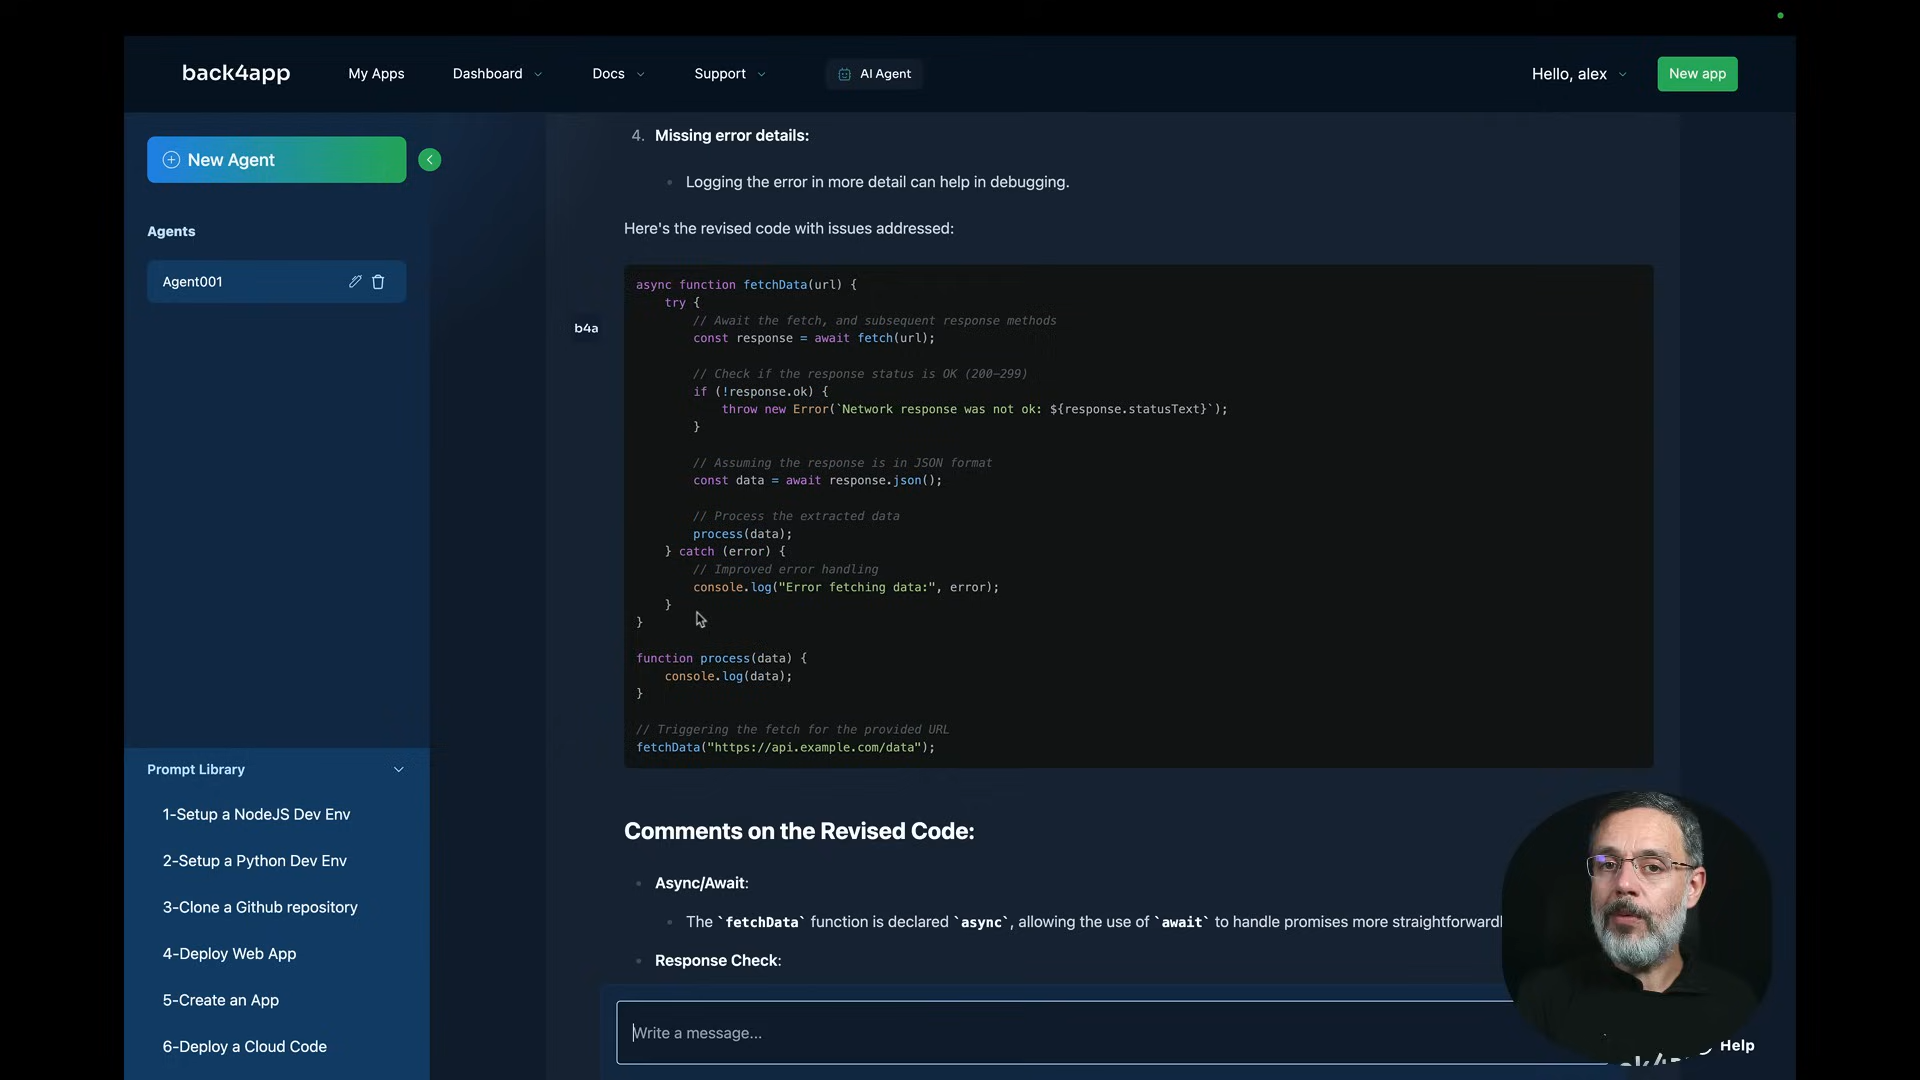 back4app
My Apps
Dashboard
Docs
Support
AI Agent
Hello, alex
New app
New Agent
Agents
Agent001
Prompt Library
1-Setup a NodeJS Dev Env
2-Setup a Python Dev Env
3-Clone a Github repository
4-Deploy Web App
5-Create an App
6-Deploy a Cloud Code
4. Missing error details:
Logging the error in more detail can help in debugging.
Here's the revised code with issues addressed:
b4a
async function fetchData(url) {
    try {
        // Await the fetch, and subsequent response methods
        const response = await fetch(url);
        // Check if the response status is OK (200-299)
        if (!response.ok) {
            throw new Error(`Network response was not ok: ${response.statusText}`);
        }
        // Assuming the response is in JSON format
        const data = await response.json();
        // Process the extracted data
        process(data);
    } catch (error) {
        // Improved error handling
        console.log("Error fetching data:", error);
    }
}
function process(data) {
    console.log(data);
}
// Triggering the fetch for the provided URL
fetchData("https://api.example.com/data");
Comments on the Revised Code:
Async/Await:
The `fetchData` function is declared `async`, allowing the use of `await` to handle promises more
Response Check:
Write a message...
Help